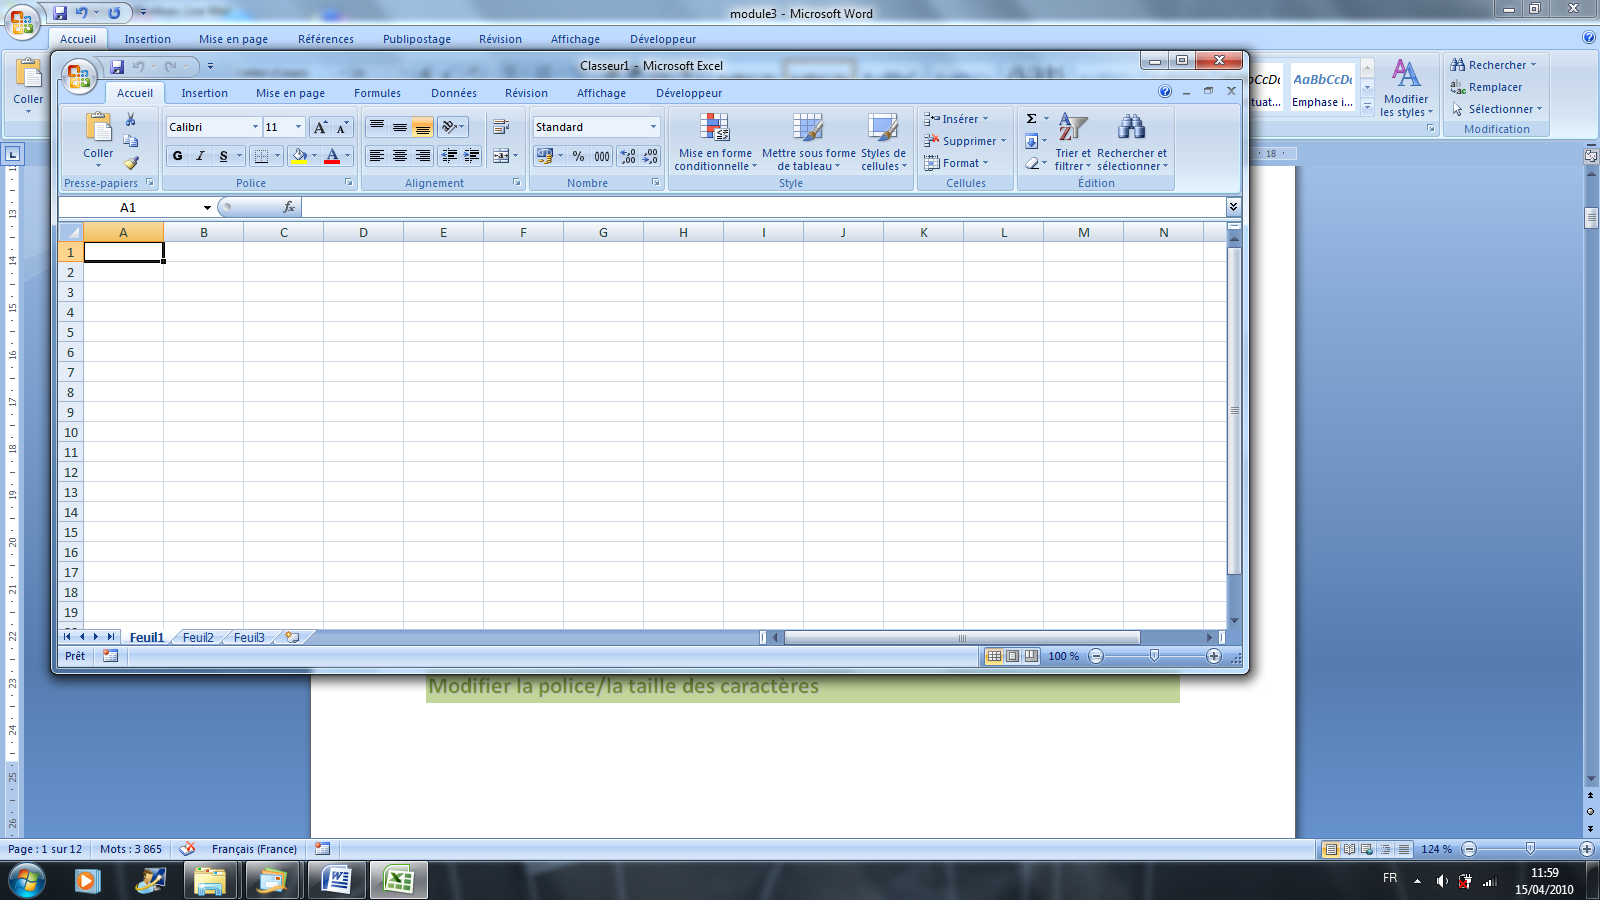 module3 - Microsoft Word
Accueil Insertion Mise en page Références Publipostage Révision Affichage Développeur
Coller
AaBbCcDc
Emphase i...
Modifier
les styles
Rechercher
Remplacer
Sélectionner
Modification
18
Classeur1 - Microsoft Excel
Accueil Insertion Mise en page Formules Données Révision Affichage Développeur
Coller
Presse-papiers
Calibri 11
G I S
Police
Alignement
Standard
% 000
Nombre
Mise en forme
conditionnelle
Mettre sous forme
de tableau
Styles de
cellules
Style
Insérer
Supprimer
Format
Cellules
Σ
Trier et
filtrer
Rechercher et
sélectionner
Édition
A1 fx
A B C D E F G H I J K L M N
1
2
3
4
5
6
7
8
9
10
11
12
13
14
15
16
17
18
19
Feuil1 Feuil2 Feuil3
Prêt 100 %
Modifier la police/la taille des caractères
Page : 1 sur 12 Mots : 3 865 Français (France) 124 %
FR 11:59
15/04/2010